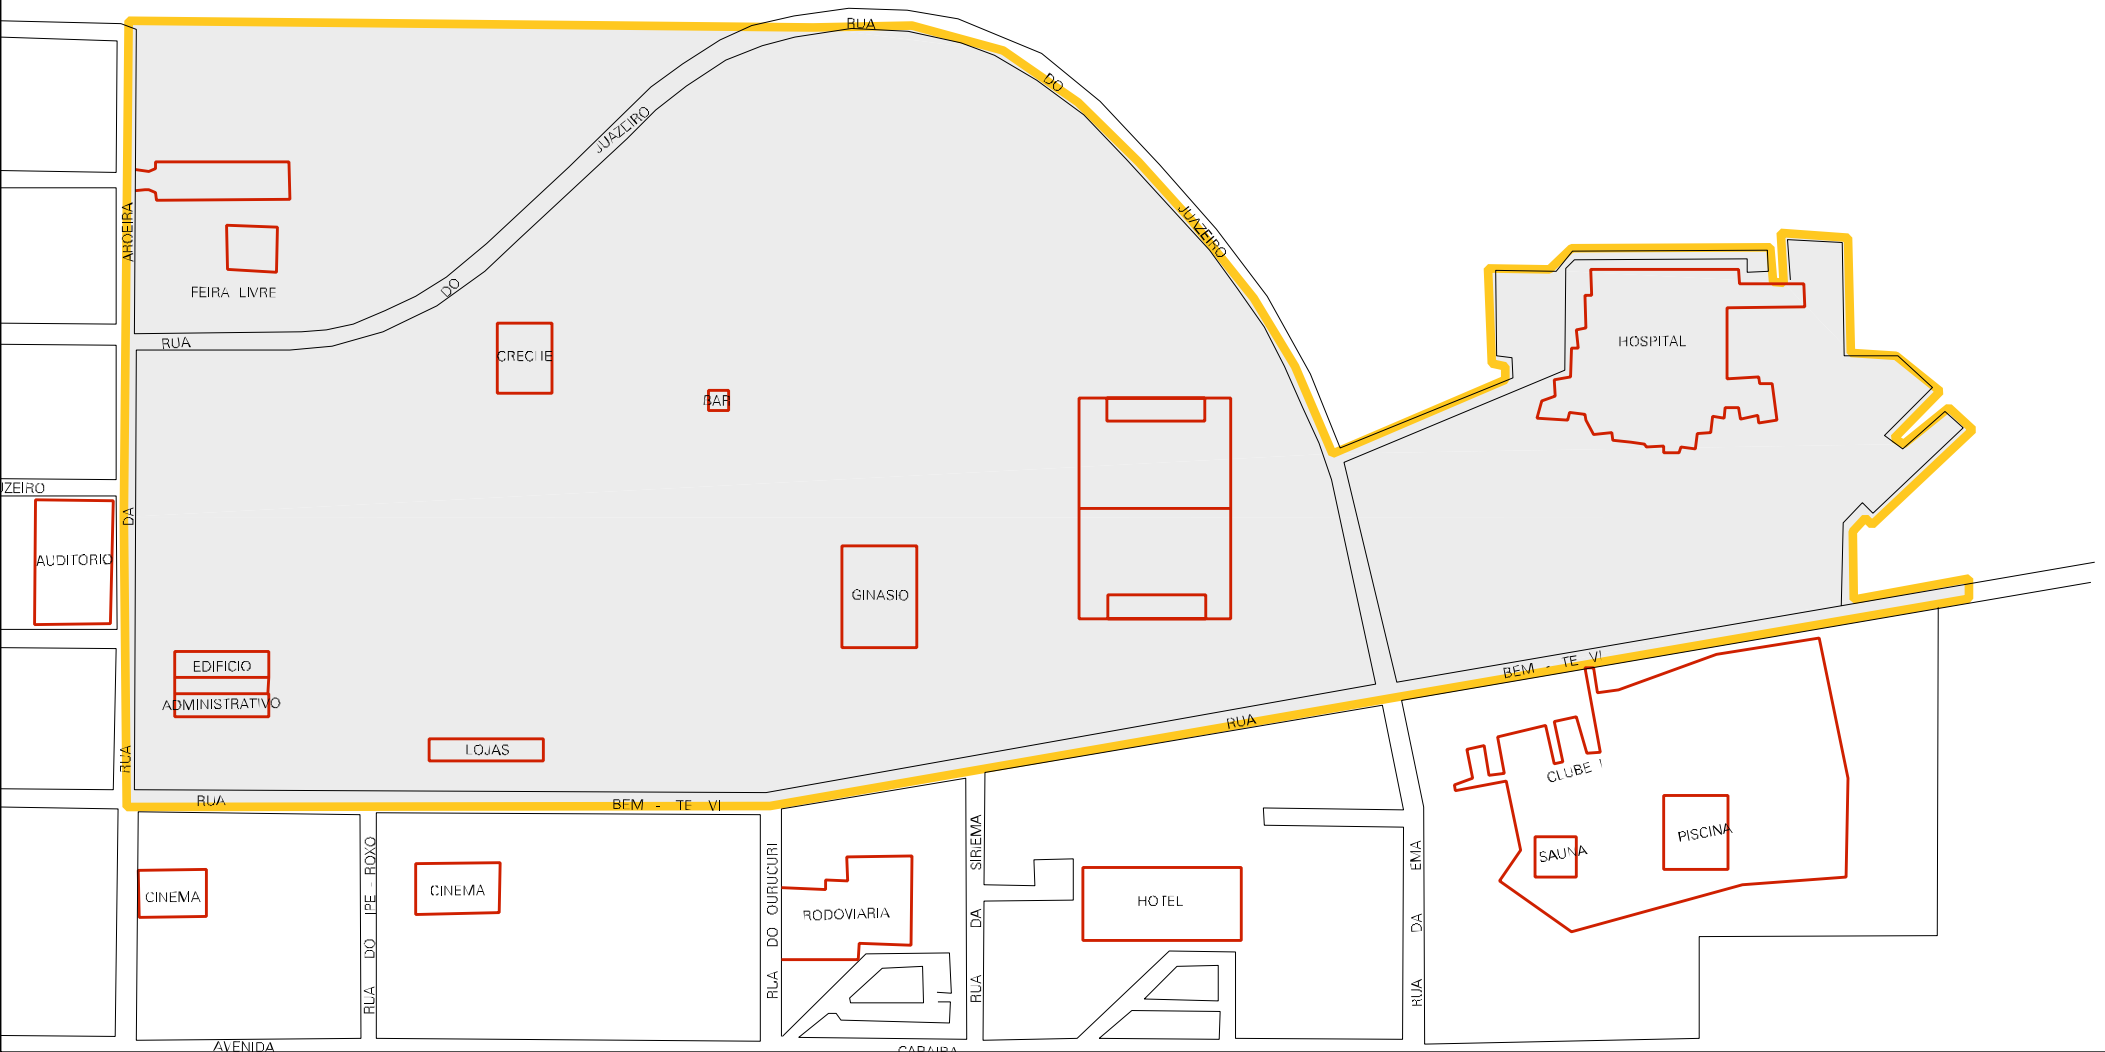 RUA
DO
JUAZEIRO
JUAZEIRO
AROEIRA
FEIRA LIVRE
DO
RUA
CRECHE
BAR
HOSPITAL
UZEIRO
DA
AUDITORIO
GINASIO
EDIFICIO
ADMINISTRATIVO
LOJAS
RUA
RUA
BEM - TE VI
RUA
BEM - TE VI
CLUBE I
PISCINA
SAUNA
CINEMA
RUA DO IPE - ROXO
CINEMA
RUA DO OURUCURI
RODOVIARIA
RUA DA SIRIEMA
HOTEL
RUA DA EMA
AVENIDA
CARAIBA